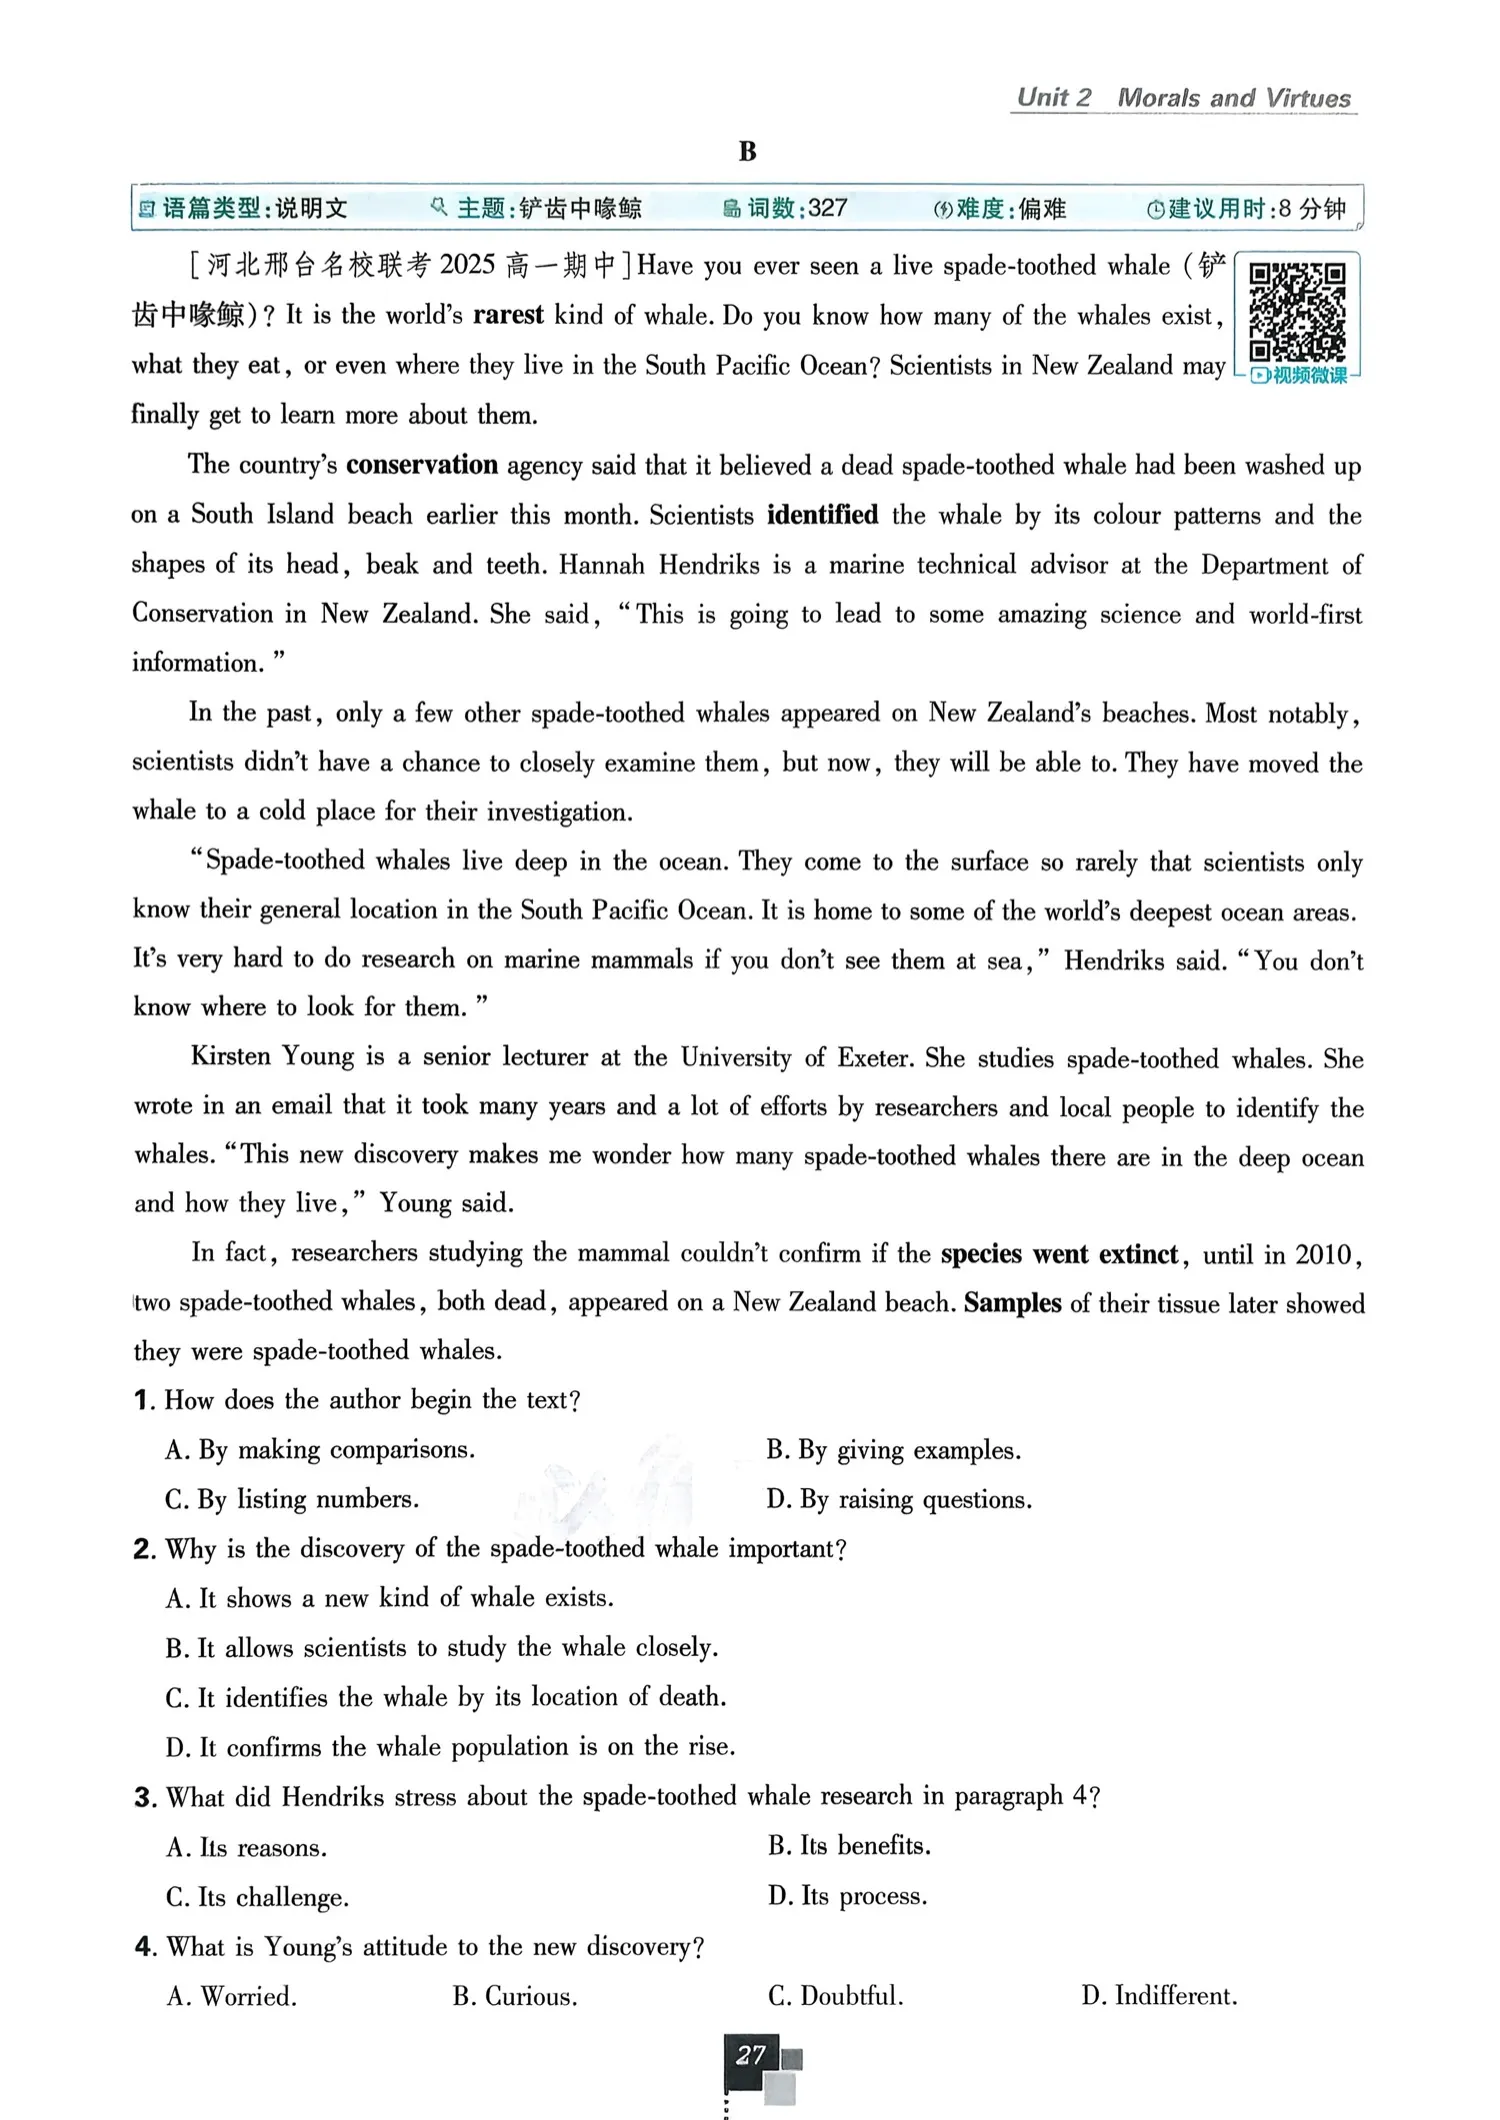 Unit 2 Morals and Virtues
B
语篇类型:说明文 主题:铲齿中喙鲸 词数:327 难度:偏难 建议用时:8 分钟
[河北邢台名校联考 2025 高一期中]Have you ever seen a live spade-toothed whale (铲
齿中喙鲸)? It is the world's rarest kind of whale. Do you know how many of the whales exist,
what they eat, or even where they live in the South Pacific Ocean? Scientists in New Zealand may
视频微课
finally get to learn more about them.
The country's conservation agency said that it believed a dead spade-toothed whale had been washed up
on a South Island beach earlier this month. Scientists identified the whale by its colour patterns and the
shapes of its head, beak and teeth. Hannah Hendriks is a marine technical advisor at the Department of
Conservation in New Zealand. She said, “This is going to lead to some amazing science and world-first
information.”
In the past, only a few other spade-toothed whales appeared on New Zealand's beaches. Most notably,
scientists didn't have a chance to closely examine them, but now, they will be able to. They have moved the
whale to a cold place for their investigation.
“Spade-toothed whales live deep in the ocean. They come to the surface so rarely that scientists only
know their general location in the South Pacific Ocean. It is home to some of the world's deepest ocean areas.
It's very hard to do research on marine mammals if you don't see them at sea,” Hendriks said. “You don't
know where to look for them.”
Kirsten Young is a senior lecturer at the University of Exeter. She studies spade-toothed whales. She
wrote in an email that it took many years and a lot of efforts by researchers and local people to identify the
whales. “This new discovery makes me wonder how many spade-toothed whales there are in the deep ocean
and how they live,” Young said.
In fact, researchers studying the mammal couldn't confirm if the species went extinct, until in 2010,
two spade-toothed whales, both dead, appeared on a New Zealand beach. Samples of their tissue later showed
they were spade-toothed whales.
1. How does the author begin the text?
A. By making comparisons. B. By giving examples.
C. By listing numbers. D. By raising questions.
2. Why is the discovery of the spade-toothed whale important?
A. It shows a new kind of whale exists.
B. It allows scientists to study the whale closely.
C. It identifies the whale by its location of death.
D. It confirms the whale population is on the rise.
3. What did Hendriks stress about the spade-toothed whale research in paragraph 4?
A. Its reasons. B. Its benefits.
C. Its challenge. D. Its process.
4. What is Young's attitude to the new discovery?
A. Worried. B. Curious. C. Doubtful. D. Indifferent.
27